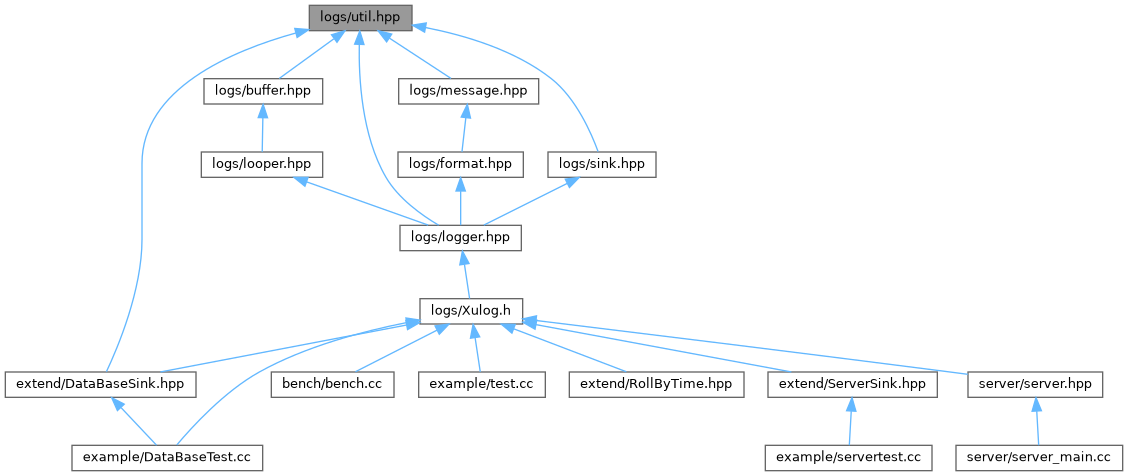 logs/util.hpp
logs/buffer.hpp
logs/message.hpp
logs/looper.hpp
logs/format.hpp
logs/sink.hpp
logs/logger.hpp
logs/Xulog.h
extend/DataBaseSink.hpp
bench/bench.cc
example/test.cc
extend/RollByTime.hpp
extend/ServerSink.hpp
server/server.hpp
example/DataBaseTest.cc
example/servertest.cc
server/server_main.cc